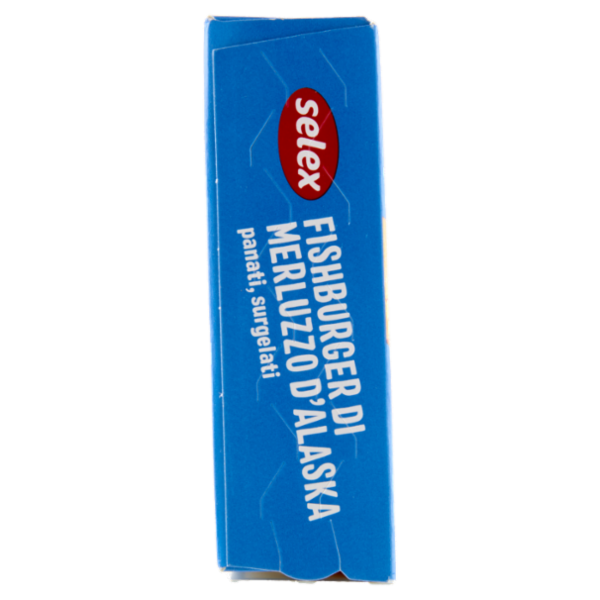 selex
FISHBURGER DI
MERLUZZO D'ALASKA
panati, surgelati